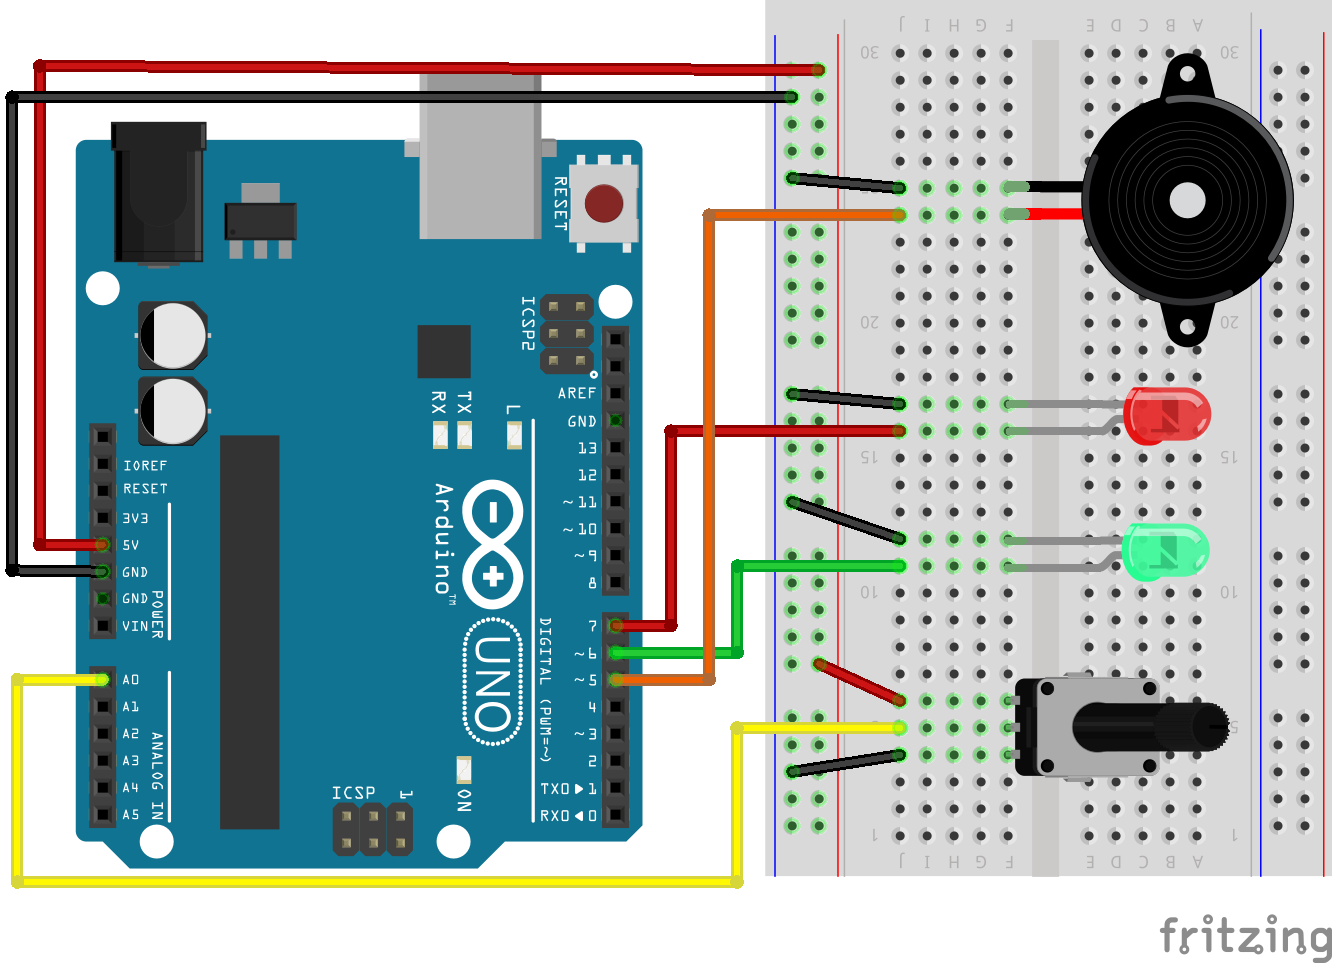 J I H G F E D C B A
30 30
RESET
ICSP2
AREF
GND
RX TX L
13
12
~11
~10
~9
8
IOREF
RESET
3V3
5V
GND
GND
VIN
POWER
Arduino™
UNO
DIGITAL (PWM=~)
7
~6
~5
4
~3
2
TX0▶1
RX0◀0
A0
A1
A2
A3
A4
A5
ANALOG IN
ICSP 1
ON
20 20
15 15
10 10
5
1 1
J I H G F E D C B A
fritzing